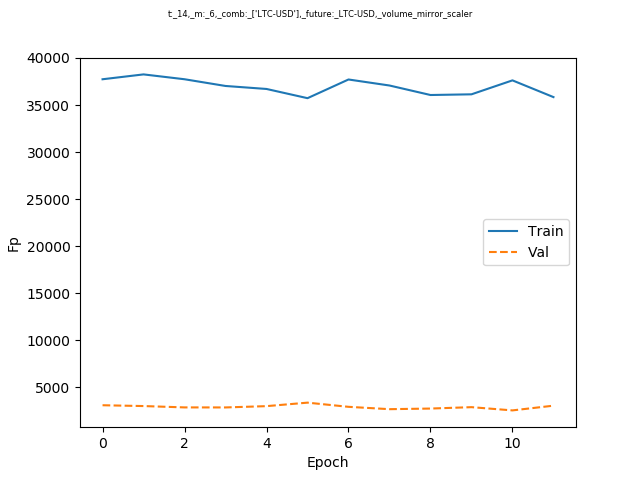 t:_14,_m:_6,_comb:_['LTC-USD'],_future:_LTC-USD,_volume_mirror_scaler
40000
35000
30000
25000
20000
15000
10000
5000
Fp
Train
Val
0 2 4 6 8 10
Epoch